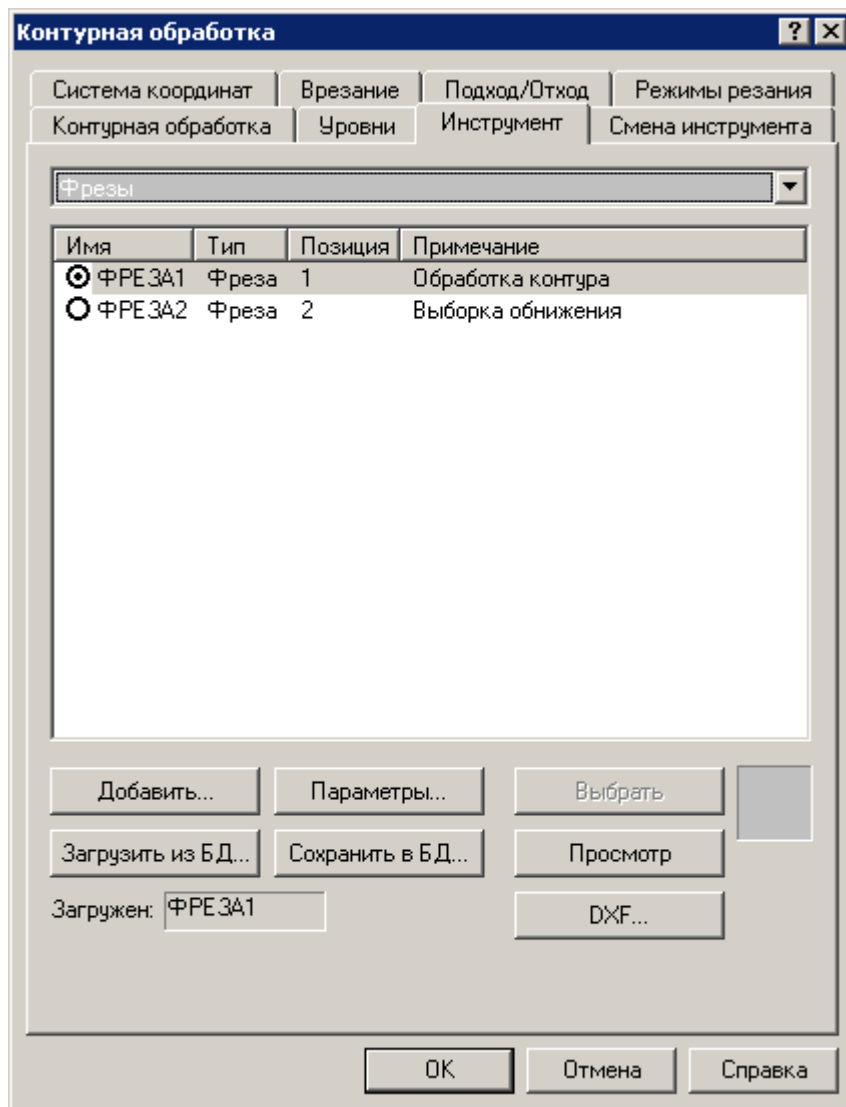 Контурная обработка
Система координат Врезание Подход/Отход Режимы резания
Контурная обработка Уровни Инструмент Смена инструмента
Фрезы
Имя Тип Позиция Примечание
ФРЕЗА1 Фреза 1 Обработка контура
ФРЕЗА2 Фреза 2 Выборка обнижения
Добавить... Параметры... Выбрать
Загрузить из БД... Сохранить в БД... Просмотр
Загружен: ФРЕЗА1 DXF...
OK Отмена Справка